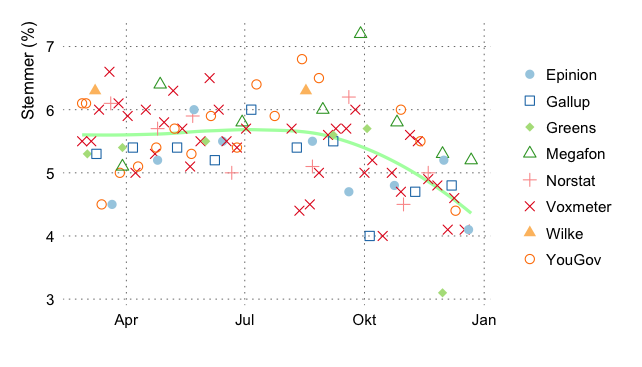 Stemmer (%)
7
6
5
4
3
Apr
Jul
Okt
Jan
Epinion
Gallup
Greens
Megafon
Norstat
Voxmeter
Wilke
YouGov